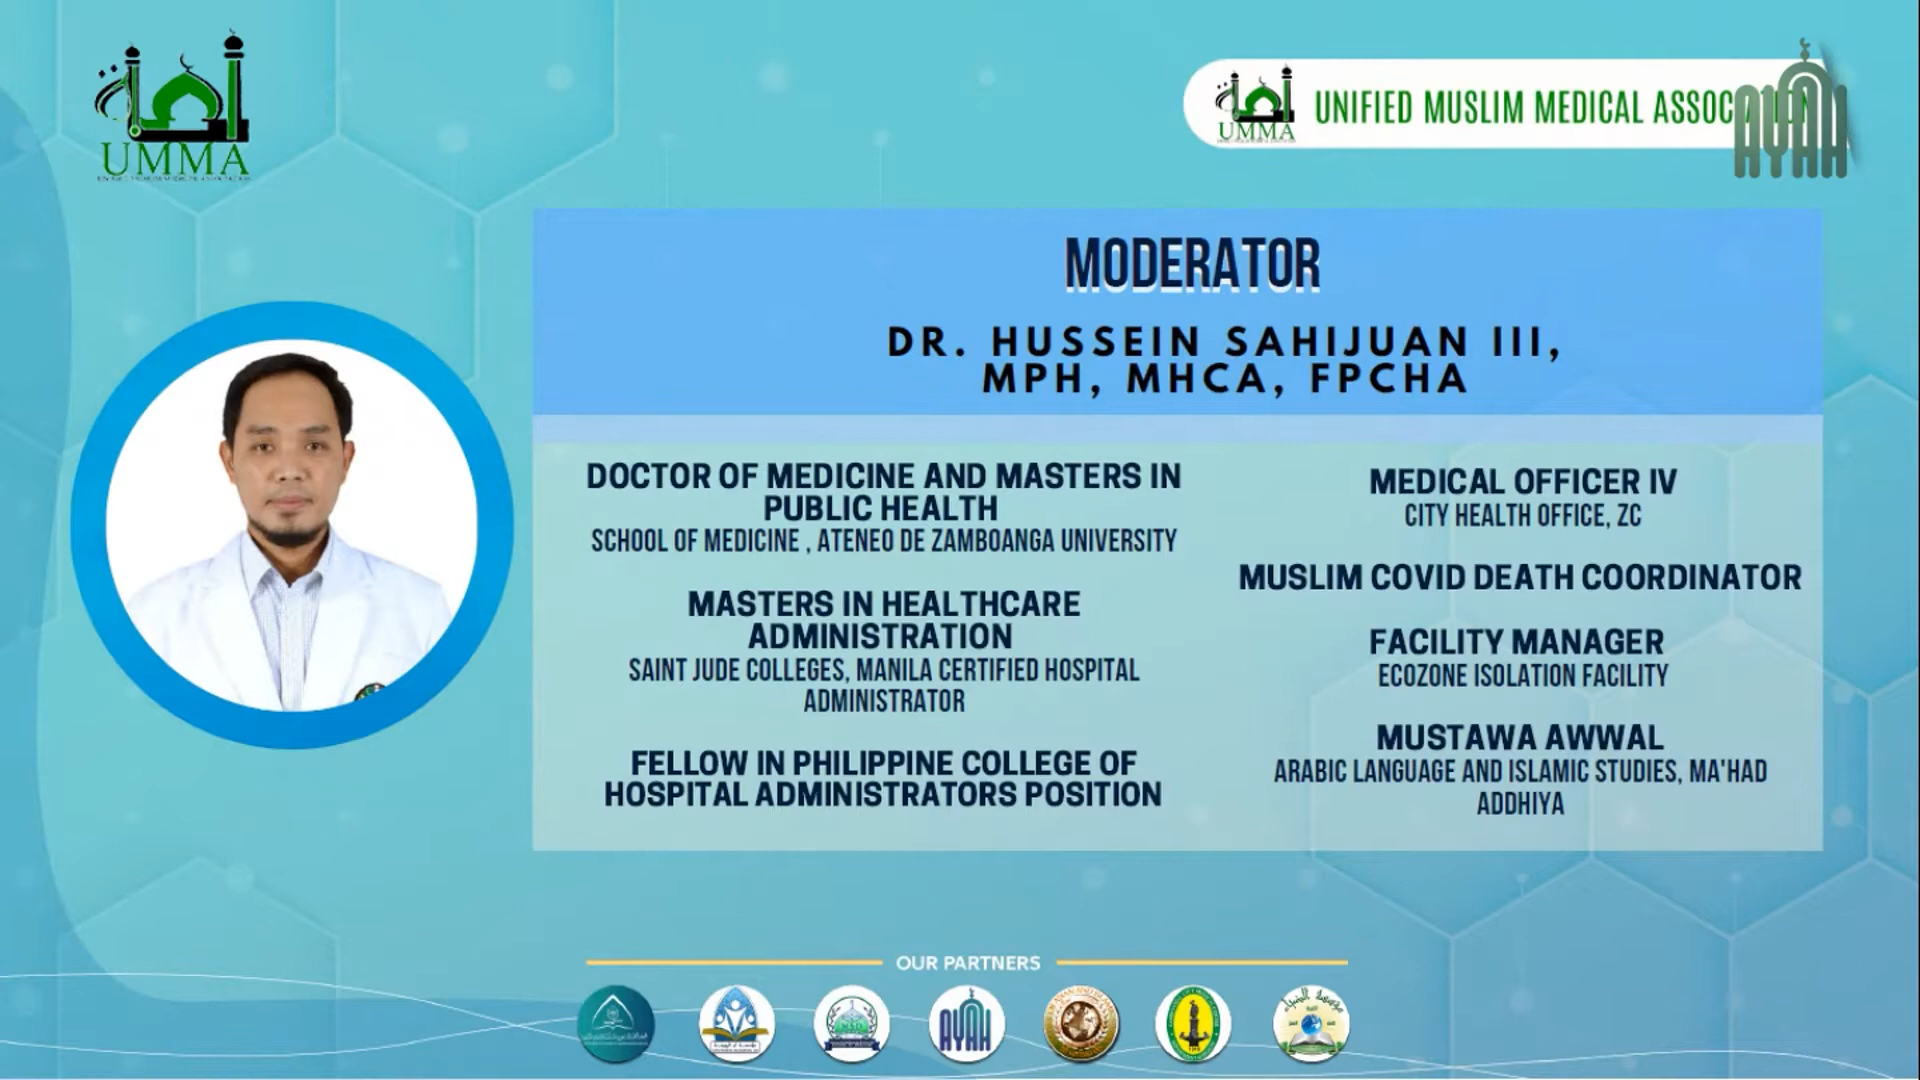 UMMA
UMMA
UNIFIED MUSLIM MEDICAL ASSOC
AYAH
MODERATOR
DR. HUSSEIN SAHIJUAN III,
MPH, MHCA, FPCHA
DOCTOR OF MEDICINE AND MASTERS IN
PUBLIC HEALTH
SCHOOL OF MEDICINE , ATENEO DE ZAMBOANGA UNIVERSITY
MASTERS IN HEALTHCARE
ADMINISTRATION
SAINT JUDE COLLEGES, MANILA CERTIFIED HOSPITAL
ADMINISTRATOR
FELLOW IN PHILIPPINE COLLEGE OF
HOSPITAL ADMINISTRATORS POSITION
MEDICAL OFFICER IV
CITY HEALTH OFFICE, ZC
MUSLIM COVID DEATH COORDINATOR
FACILITY MANAGER
ECOZONE ISOLATION FACILITY
MUSTAWA AWWAL
ARABIC LANGUAGE AND ISLAMIC STUDIES, MA'HAD
ADDHIYA
OUR PARTNERS
AYAH